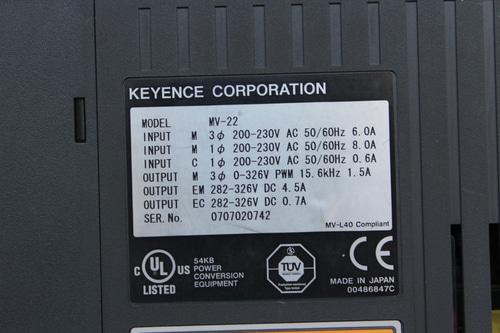 KEYENCE CORPORATION
MODEL MV-22
INPUT M 3φ 200-230V AC 50/60Hz 6.0A
INPUT M 1φ 200-230V AC 50/60Hz 8.0A
INPUT C 1φ 200-230V AC 50/60Hz 0.6A
OUTPUT M 3φ 0-326V PWM 15.6kHz 1.5A
OUTPUT EM 282-326V DC 4.5A
OUTPUT EC 282-326V DC 0.7A
SER. No. 0707020742
MV-L40 Compliant
C UL US
LISTED
54KB
POWER
CONVERSION
EQUIPMENT
TÜV
CE
MADE IN JAPAN
00486847C